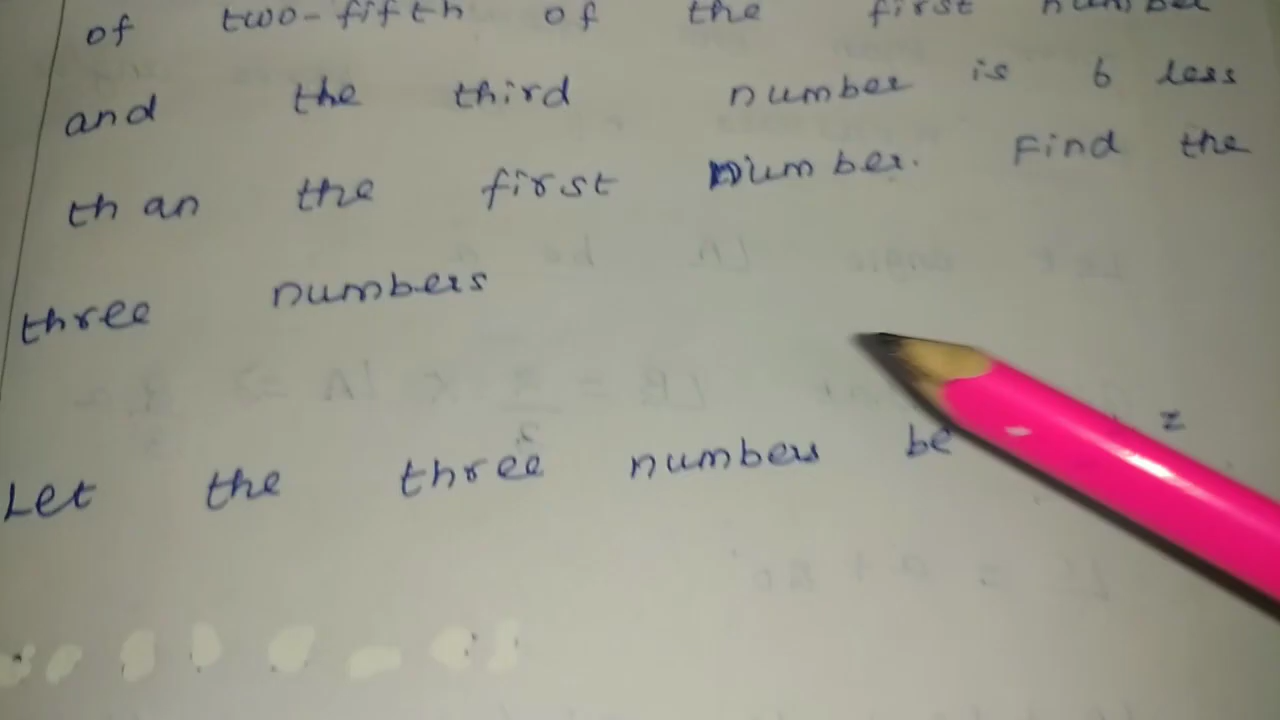 of two-fifth of the first number
and the third number is 6 less
than the first number. Find the
three numbers
Let the three numbers be z